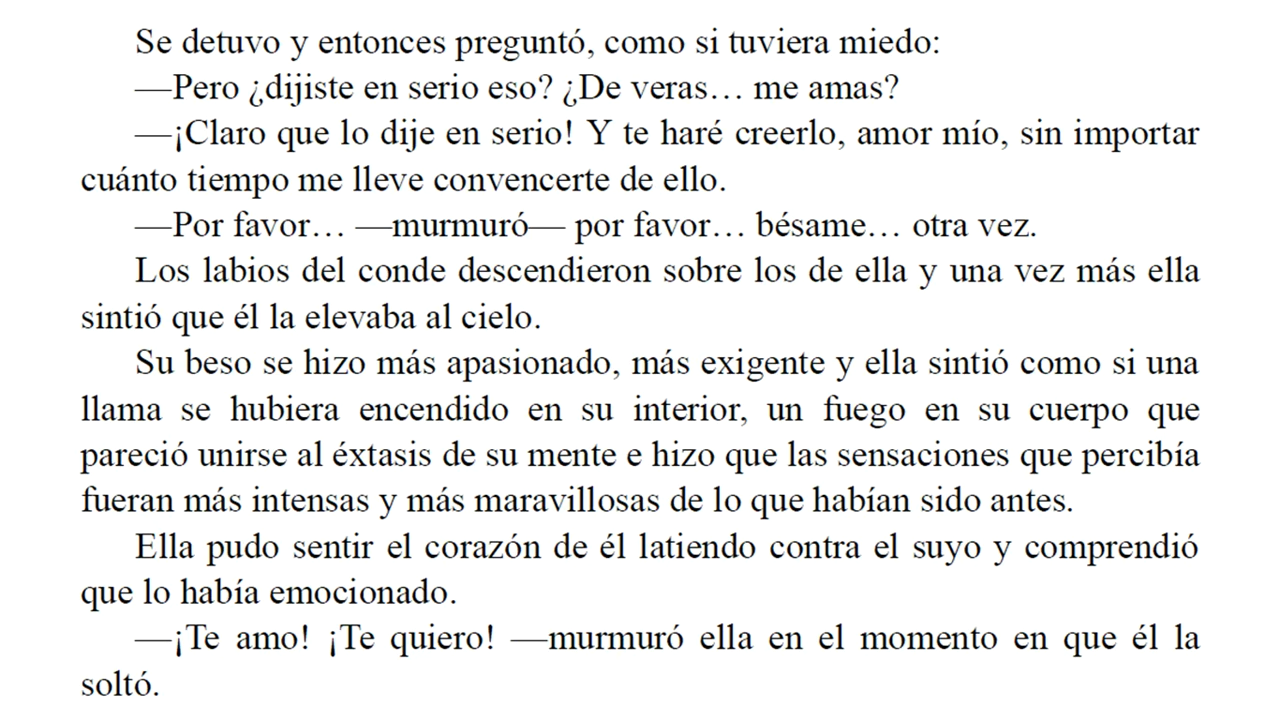 Se detuvo y entonces preguntó, como si tuviera miedo:
—Pero ¿dijiste en serio eso? ¿De veras… me amas?
—¡Claro que lo dije en serio! Y te haré creerlo, amor mío, sin importar
cuánto tiempo me lleve convencerte de ello.
—Por favor… —murmuró— por favor… bésame… otra vez.
Los labios del conde descendieron sobre los de ella y una vez más ella
sintió que él la elevaba al cielo.
Su beso se hizo más apasionado, más exigente y ella sintió como si una
llama se hubiera encendido en su interior, un fuego en su cuerpo que
pareció unirse al éxtasis de su mente e hizo que las sensaciones que percibía
fueran más intensas y más maravillosas de lo que habían sido antes.
Ella pudo sentir el corazón de él latiendo contra el suyo y comprendió
que lo había emocionado.
—¡Te amo! ¡Te quiero! —murmuró ella en el momento en que él la
soltó.